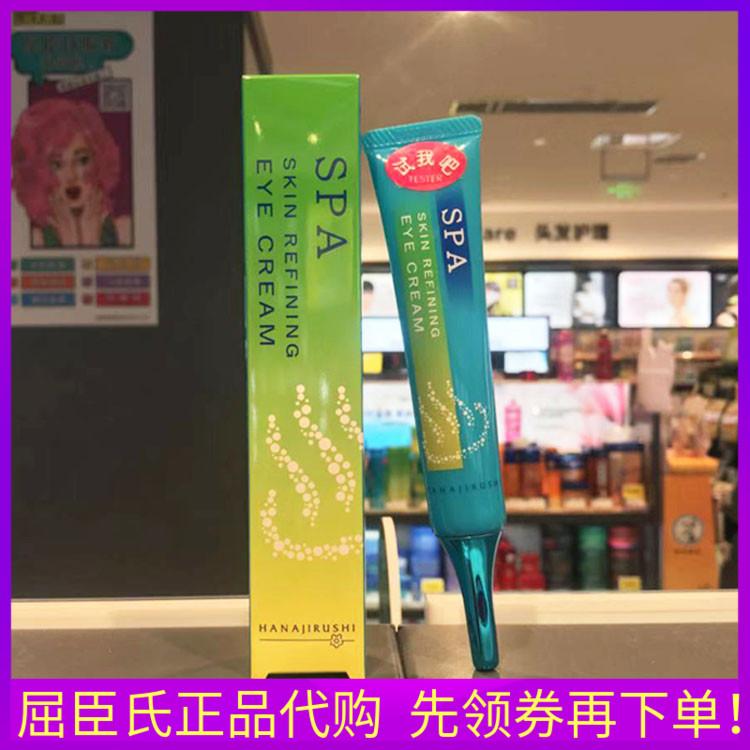 SPA
SKIN REFINING
EYE CREAM
HANAJIRUSHI
试我吧
TESTER
SPA
SKIN REFINING
EYE CREAM
HANAJIRUSHI
are 头发护理
屈臣氏正品代购 先领券再下单!